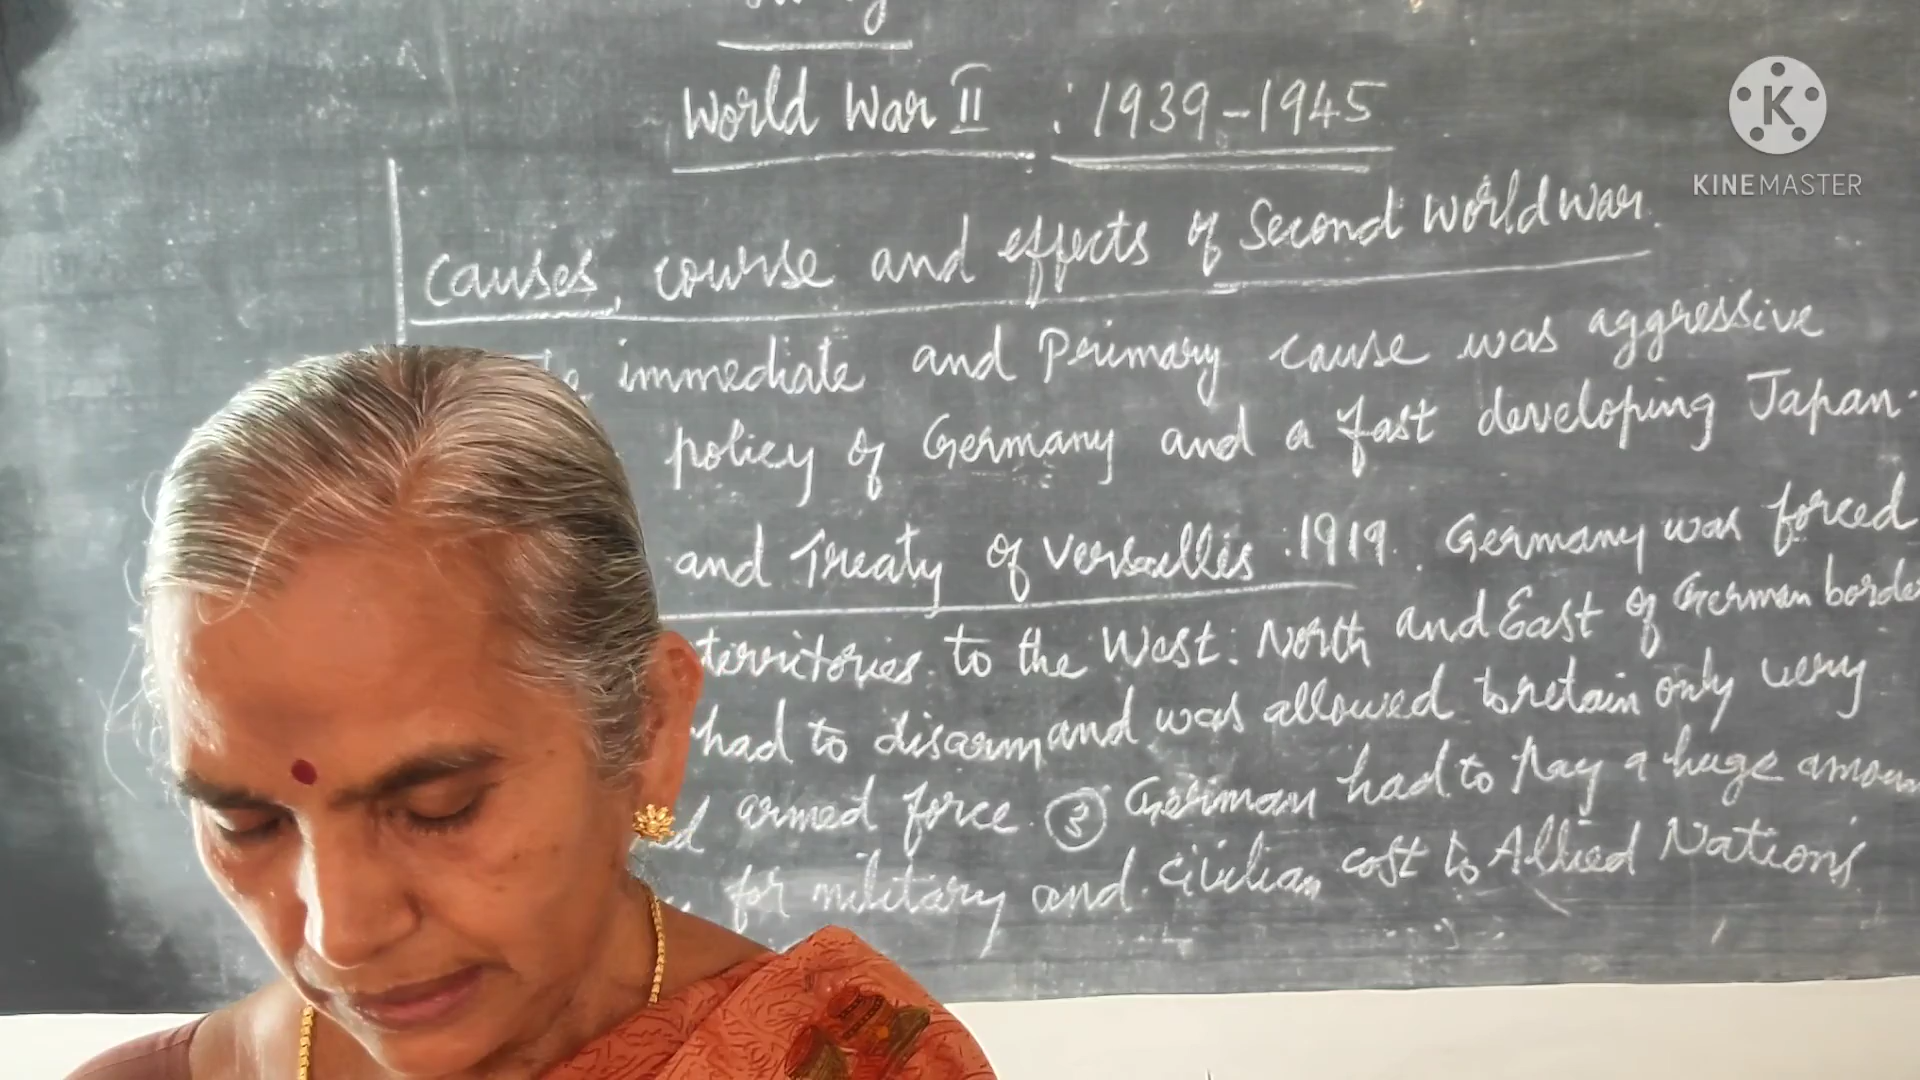 World War II : 1939-1945
KINEMASTER
causes, course and effects of Second World War.
immediate and Primary cause was aggressive
policy of Germany and a fast developing Japan.
and Treaty of Versailles : 1919. Germany was forced
territories to the West: North and East of German
had to disarm and was allowed to retain only very
armed force. ③ German had to pay a huge
for military and civilian cost to Allied Nations